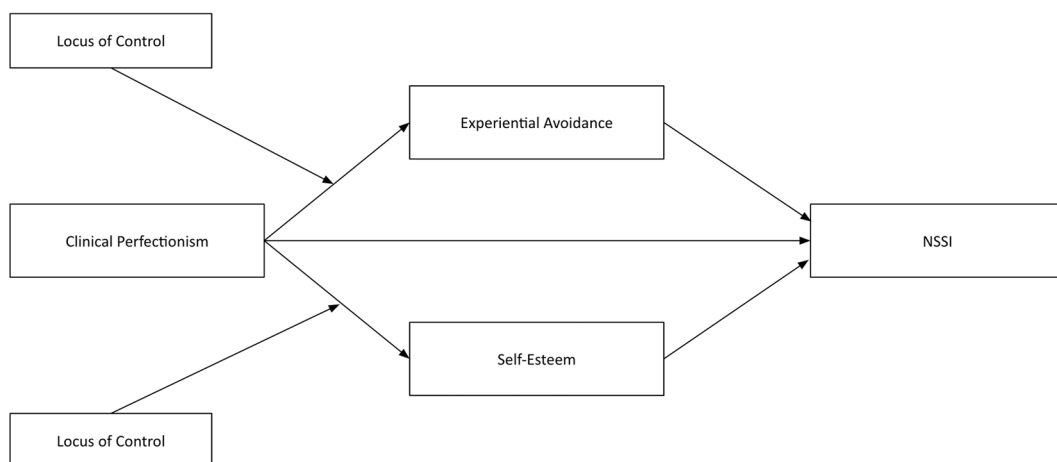 Locus of Control
Experiential Avoidance
Clinical Perfectionism
NSSI
Self-Esteem
Locus of Control